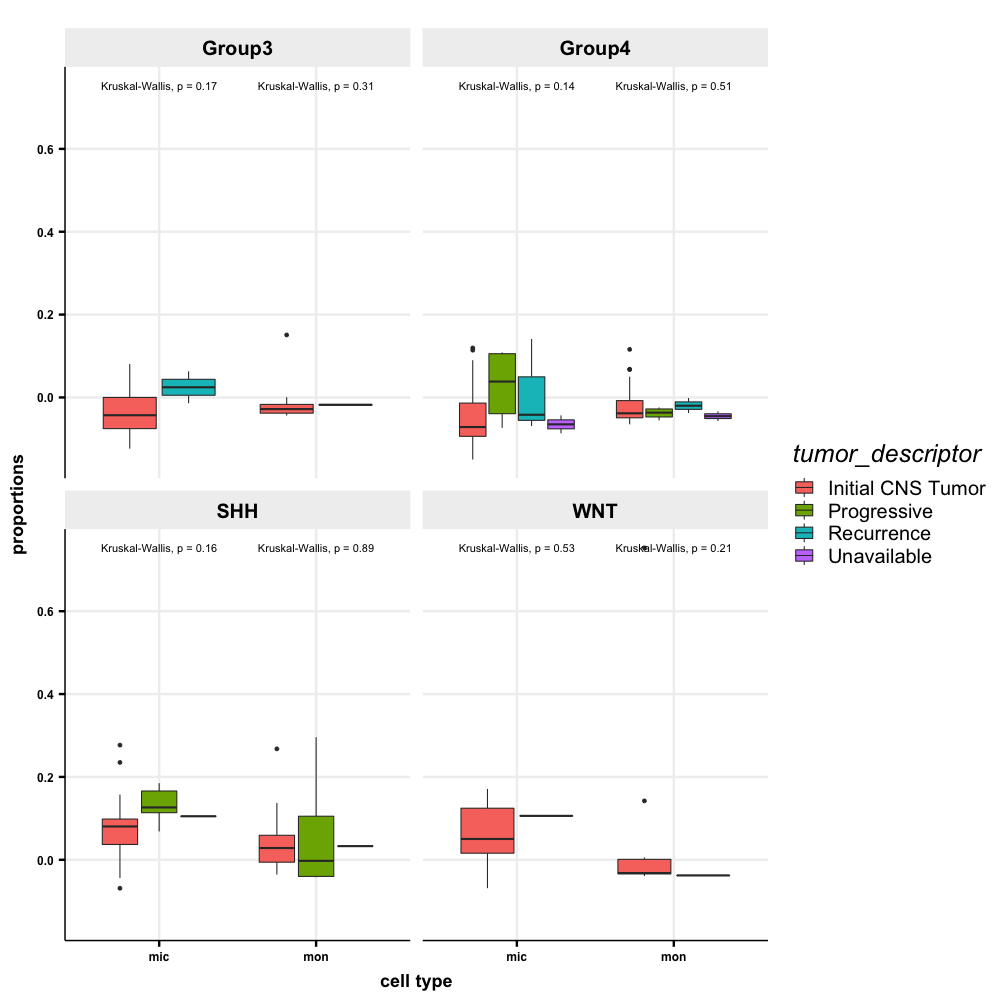 Group3
Group4
Kruskal-Wallis, p = 0.17
Kruskal-Wallis, p = 0.31
Kruskal-Wallis, p = 0.14
Kruskal-Wallis, p = 0.51
0.6
0.4
0.2
0.0
SHH
WNT
Kruskal-Wallis, p = 0.16
Kruskal-Wallis, p = 0.89
Kruskal-Wallis, p = 0.53
Kruskal-Wallis, p = 0.21
0.6
0.4
0.2
0.0
mic
mon
mic
mon
cell type
proportions
tumor_descriptor
Initial CNS Tumor
Progressive
Recurrence
Unavailable